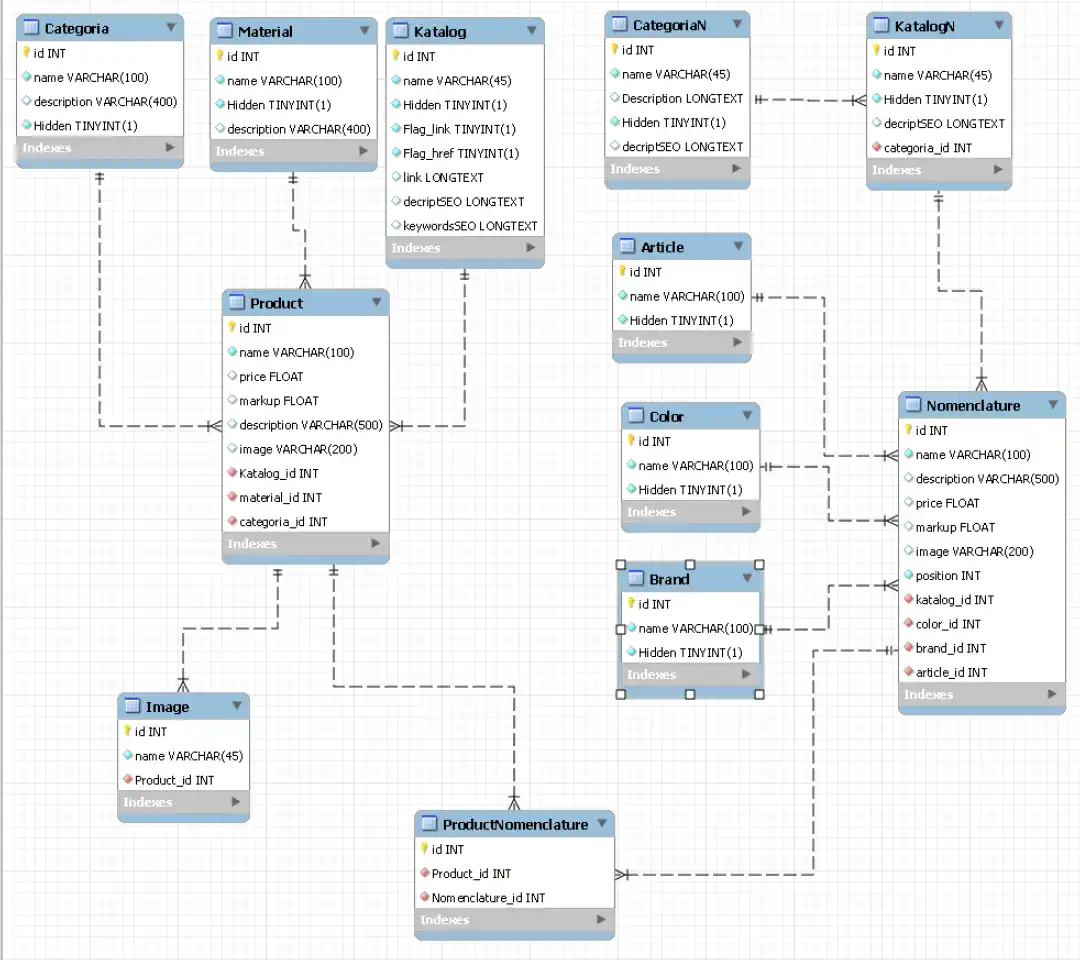 Categoria
id INT
name VARCHAR(100)
description VARCHAR(400)
Hidden TINYINT(1)
Indexes
Material
id INT
name VARCHAR(100)
Hidden TINYINT(1)
description VARCHAR(400)
Indexes
Katalog
id INT
name VARCHAR(45)
Hidden TINYINT(1)
Flag_link TINYINT(1)
Flag_href TINYINT(1)
link LONGTEXT
decriptSEO LONGTEXT
keywordsSEO LONGTEXT
Indexes
CategoriaN
id INT
name VARCHAR(45)
Description LONGTEXT
Hidden TINYINT(1)
decriptSEO LONGTEXT
Indexes
KatalogN
id INT
name VARCHAR(45)
Hidden TINYINT(1)
decriptSEO LONGTEXT
categoria_id INT
Indexes
Article
id INT
name VARCHAR(100)
Hidden TINYINT(1)
Indexes
Product
id INT
name VARCHAR(100)
price FLOAT
markup FLOAT
description VARCHAR(500)
image VARCHAR(200)
Katalog_id INT
material_id INT
categoria_id INT
Indexes
Color
id INT
name VARCHAR(100)
Hidden TINYINT(1)
Indexes
Nomenclature
id INT
name VARCHAR(100)
description VARCHAR(500)
price FLOAT
markup FLOAT
image VARCHAR(200)
position INT
katalog_id INT
color_id INT
brand_id INT
article_id INT
Indexes
Brand
id INT
name VARCHAR(100)
Hidden TINYINT(1)
Indexes
Image
id INT
name VARCHAR(45)
Product_id INT
Indexes
ProductNomenclature
id INT
Product_id INT
Nomenclature_id INT
Indexes